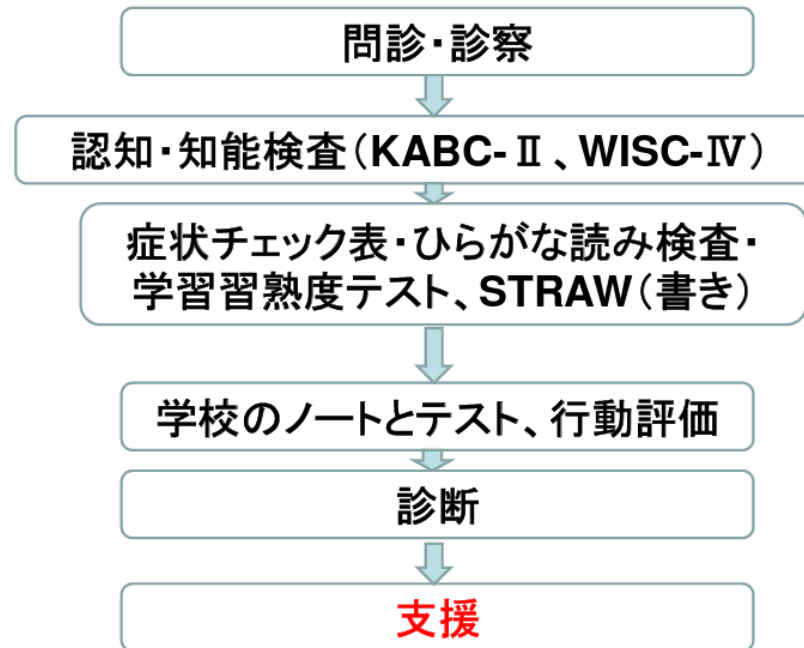 問診・診察
認知・知能検査(KABC-Ⅱ、WISC-Ⅳ)
症状チェック表・ひらがな読み検査・
学習習熟度テスト、STRAW(書き)
学校のノートとテスト、行動評価
診断
支援